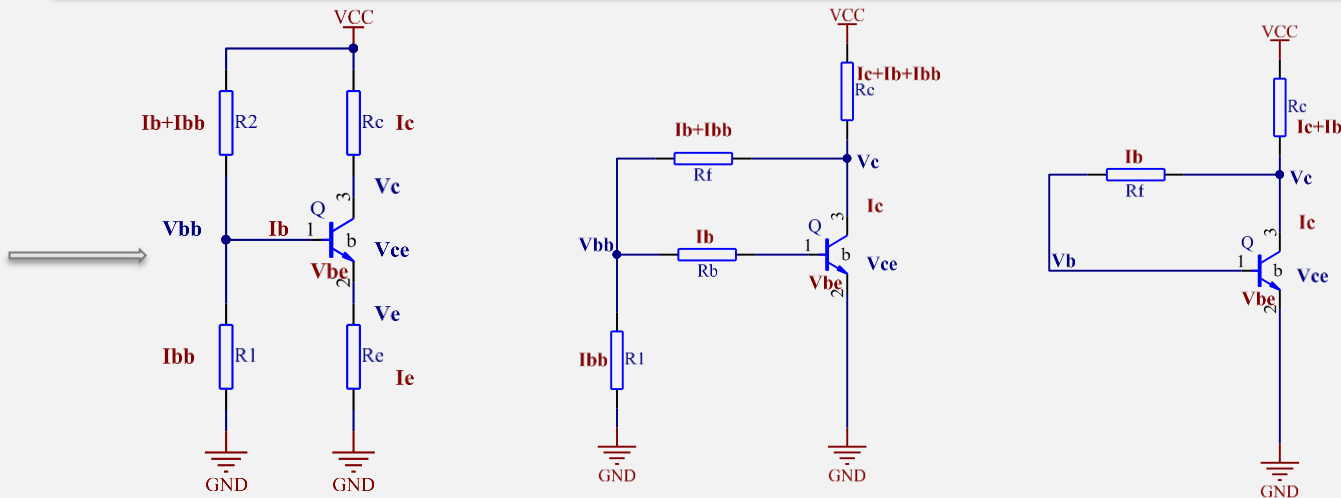 VCC
Ib+Ibb R2 Rc Ic
Vc
3
Q
Vbb Ib 1 b Vce
Vbe
2
Ve
Ibb R1 Re Ie
GND GND
VCC
Ic+Ib+Ibb
Rc
Ib+Ibb
Rf Vc
Ic
3
Q
Vbb Ib 1 b Vce
Rb Vbe
2
Ibb R1
GND GND
VCC
Rc
Ic+Ib
Ib
Rf Vc
Ic
3
Q
Vb 1 b Vce
Vbe
2
GND